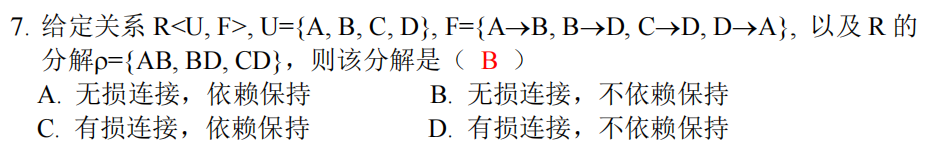 7. 给定关系 R<U, F>, U={A, B, C, D}, F={A→B, B→D, C→D, D→A}, 以及 R 的
分解ρ={AB, BD, CD}，则该分解是（ B ）
A. 无损连接，依赖保持 B. 无损连接，不依赖保持
C. 有损连接，依赖保持 D. 有损连接，不依赖保持